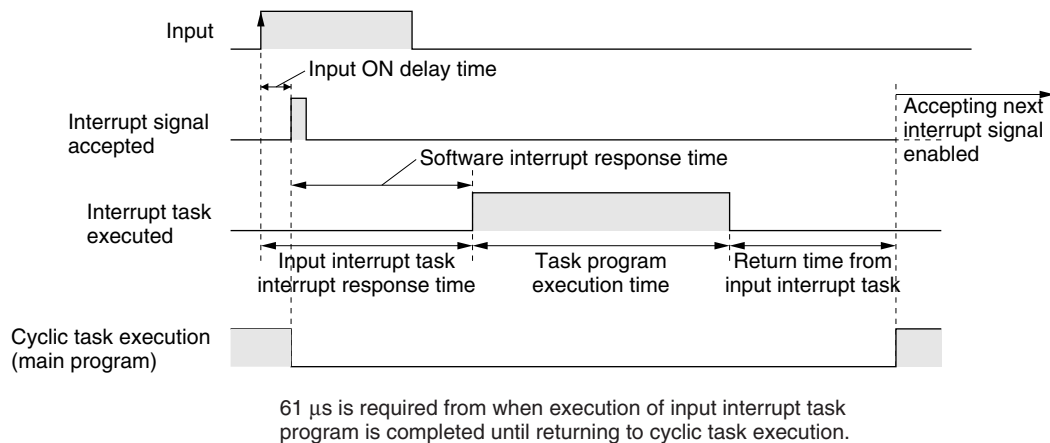 Input
Input ON delay time
Interrupt signal
accepted
Accepting next
interrupt signal
enabled
Software interrupt response time
Interrupt task
executed
Input interrupt task
interrupt response time
Task program
execution time
Return time from
input interrupt task
Cyclic task execution
(main program)
61 μs is required from when execution of input interrupt task
program is completed until returning to cyclic task execution.